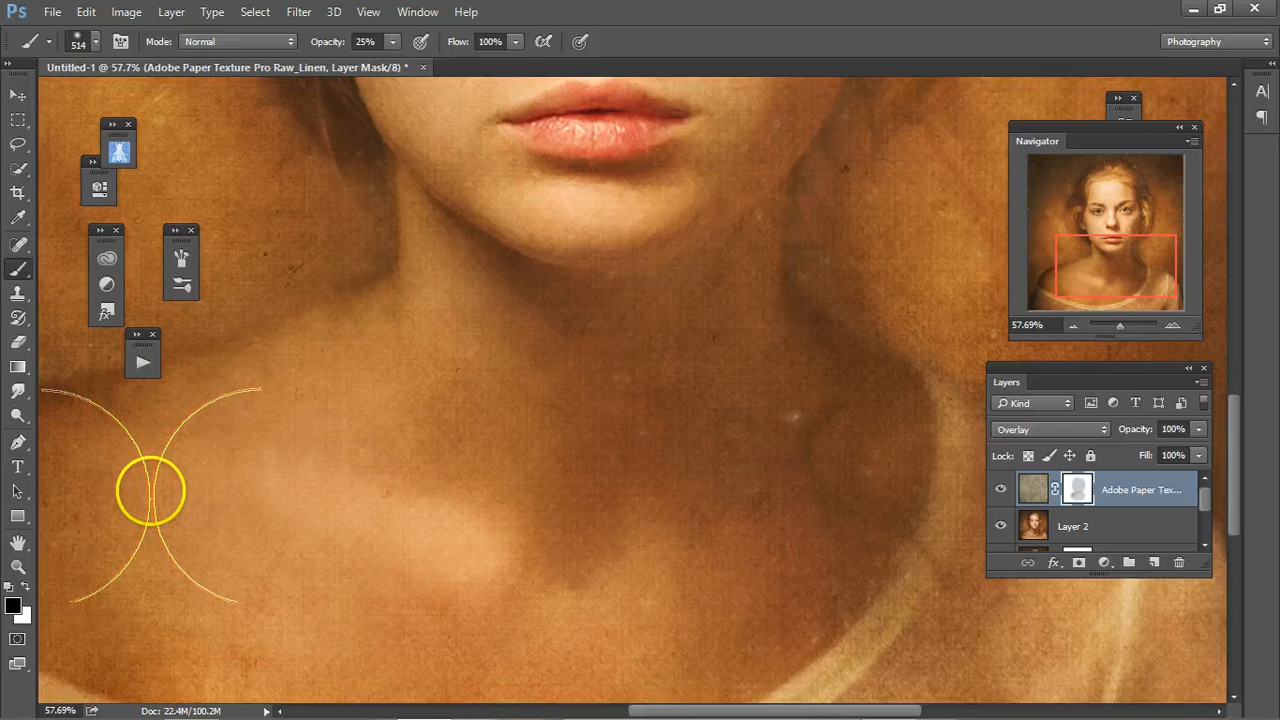 Ps File Edit Image Layer Type Select Filter 3D View Window Help
514 Mode: Normal Opacity: 25% Flow: 100% Photography
Untitled-1 @ 57.7% (Adobe Paper Texture Pro Raw_Linen, Layer Mask/8) *
Navigator
57.69%
Layers
Kind
Overlay Opacity: 100%
Lock: Fill: 100%
Adobe Paper Tex...
Layer 2
fx
57.69% Doc: 22.4M/100.2M